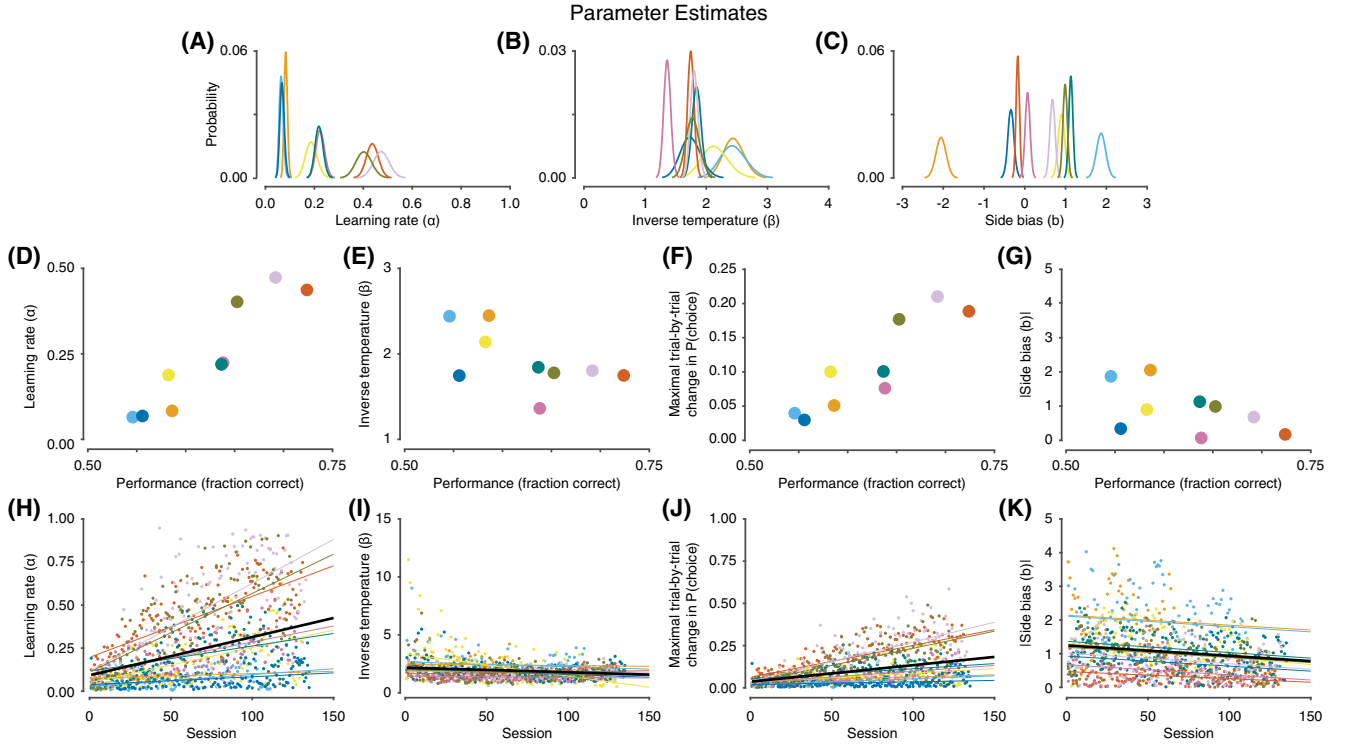 Parameter Estimates
(A)
0.06
0.00
Probability
0.0
0.2
0.4
0.6
0.8
1.0
Learning rate (α)
(B)
0.03
0.00
0
1
2
3
4
Inverse temperature (β)
(C)
0.06
0.00
-3
-2
-1
0
1
2
3
Side bias (b)
(D)
0.50
0.25
0.00
Learning rate (α)
0.50
0.75
Performance (fraction correct)
(E)
3
2
1
Inverse temperature (β)
0.50
0.75
Performance (fraction correct)
(F)
0.25
0.20
0.15
0.10
0.05
0.00
Maximal trial-by-trial
change in P(choice)
0.50
0.75
Performance (fraction correct)
(G)
5
4
3
2
1
0
|Side bias (b)|
0.50
0.75
Performance (fraction correct)
(H)
1.00
0.75
0.50
0.25
0.00
Learning rate (α)
0
50
100
150
Session
(I)
15
10
5
0
Inverse temperature (β)
0
50
100
150
Session
(J)
1.00
0.75
0.50
0.25
0.00
Maximal trial-by-trial
change in P(choice)
0
50
100
150
Session
(K)
5
4
3
2
1
0
|Side bias (b)|
0
50
100
150
Session